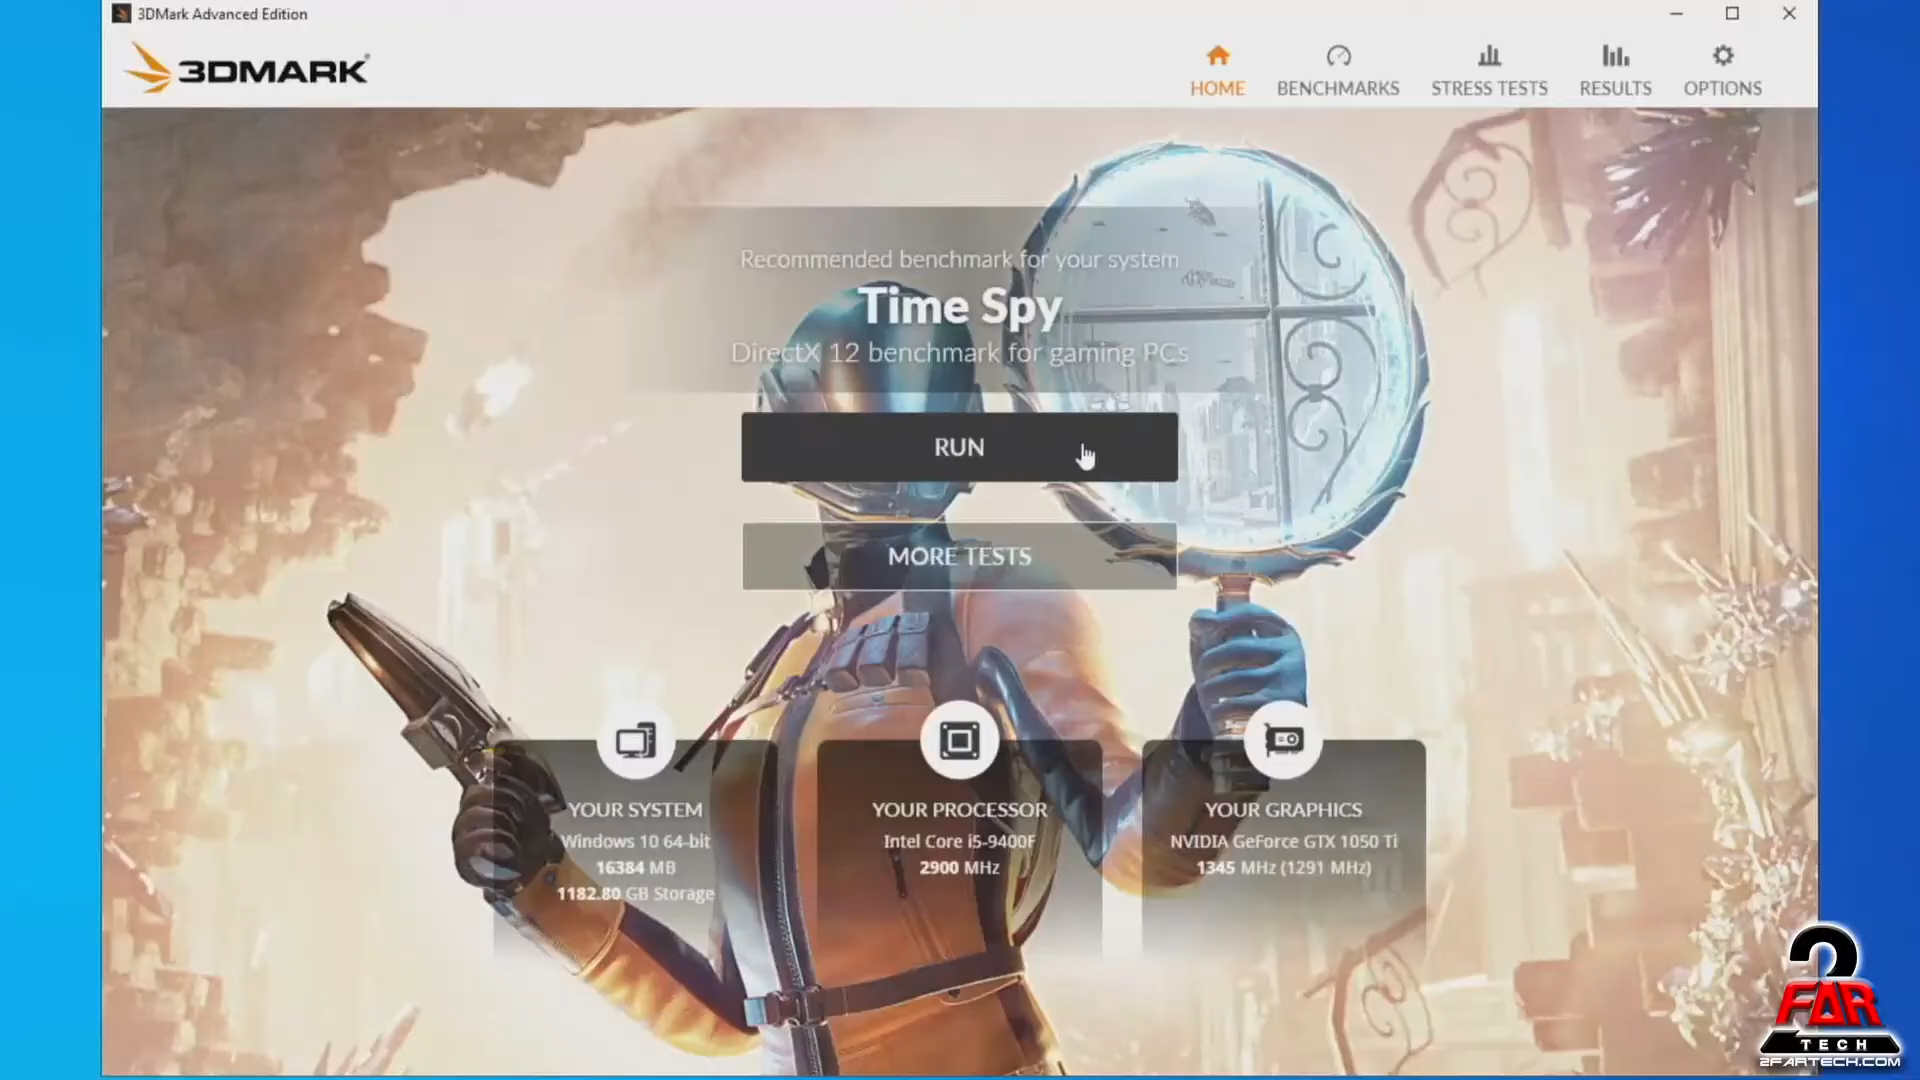 3DMark Advanced Edition
3DMARK
HOME
BENCHMARKS
STRESS TESTS
RESULTS
OPTIONS
Recommended benchmark for your system
Time Spy
DirectX 12 benchmark for gaming PCs
RUN
MORE TESTS
YOUR SYSTEM
Windows 10 64-bit
16384 MB
1182.80 GB Storage
YOUR PROCESSOR
Intel Core i5-9400F
2900 MHz
YOUR GRAPHICS
NVIDIA GeForce GTX 1050 Ti
1345 MHz (1291 MHz)
2
FAR
TECH
2FARTECH.COM